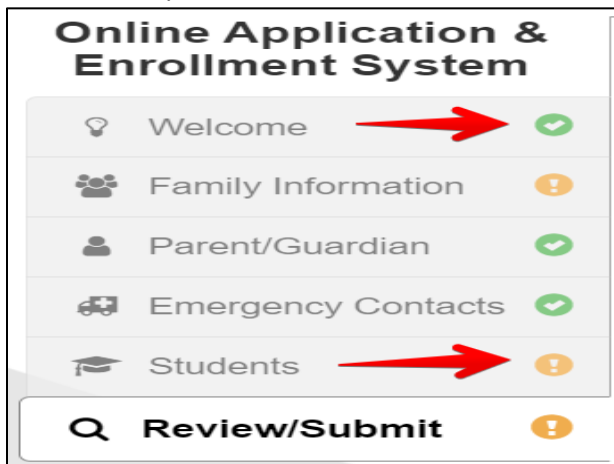 Online Application &
Enrollment System
Welcome
Family Information
Parent/Guardian
Emergency Contacts
Students
Review/Submit